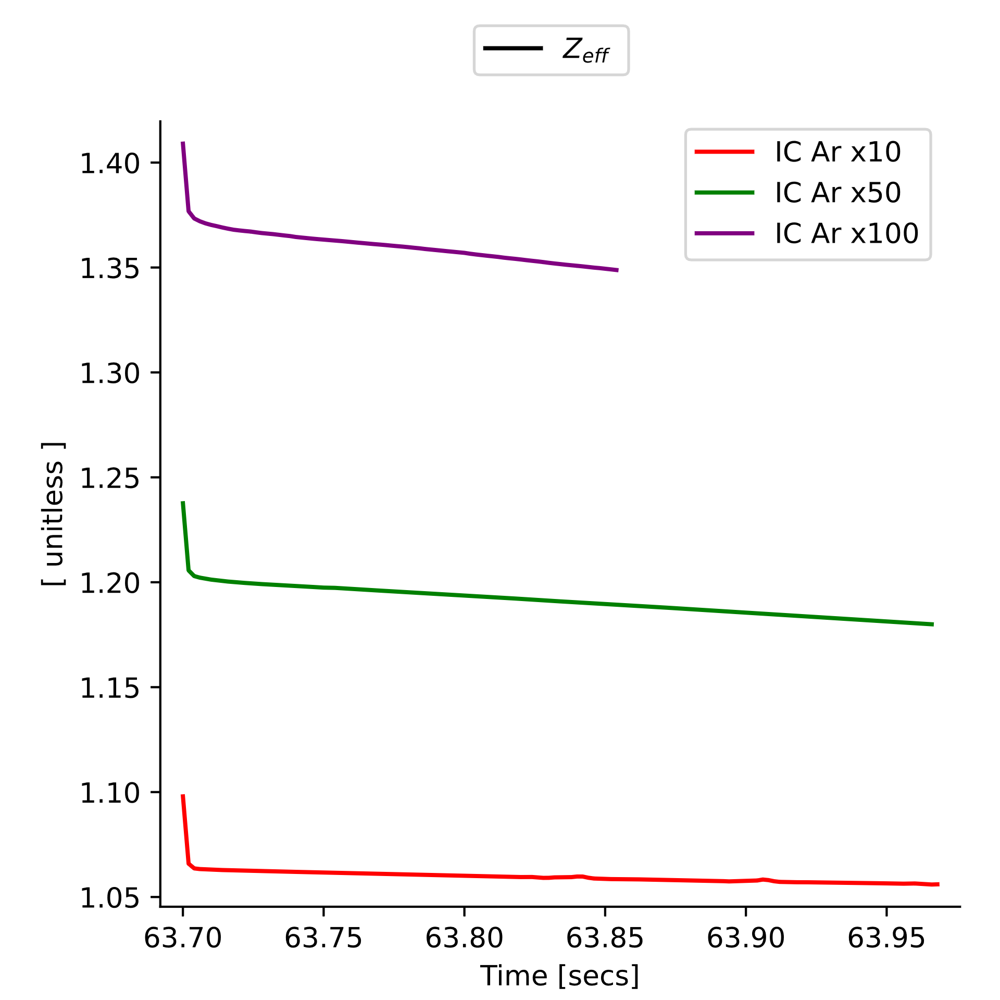 Z_eff
IC Ar x10
IC Ar x50
IC Ar x100
1.40
1.35
1.30
1.25
1.20
1.15
1.10
1.05
[ unitless ]
63.70 63.75 63.80 63.85 63.90 63.95
Time [secs]